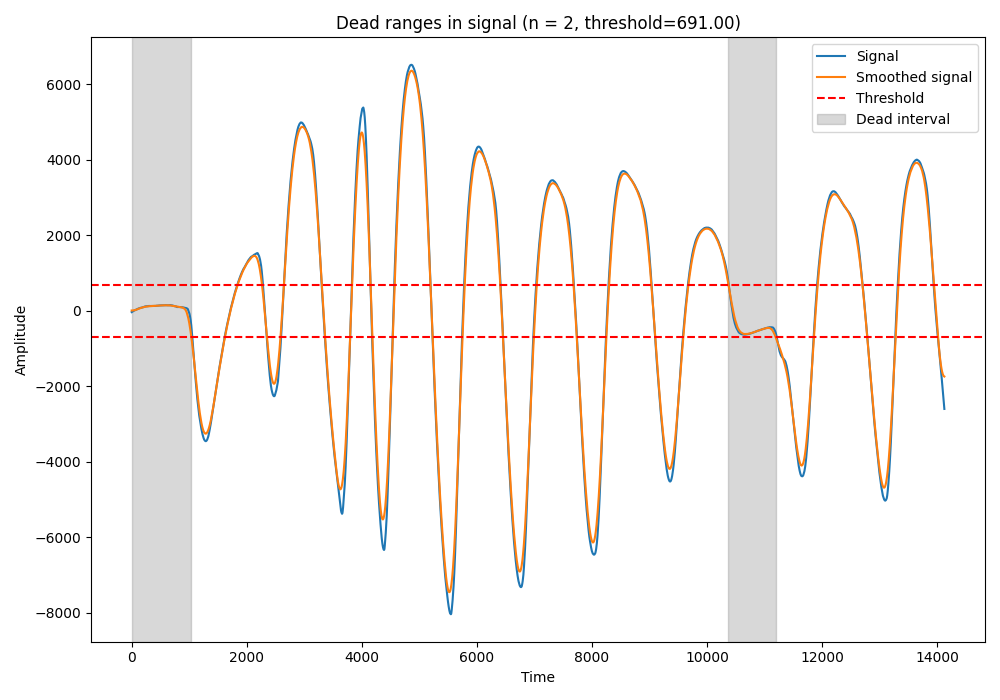 Dead ranges in signal (n = 2, threshold=691.00)
Signal
Smoothed signal
Threshold
Dead interval
Amplitude
6000
4000
2000
0
−2000
−4000
−6000
−8000
0 2000 4000 6000 8000 10000 12000 14000
Time